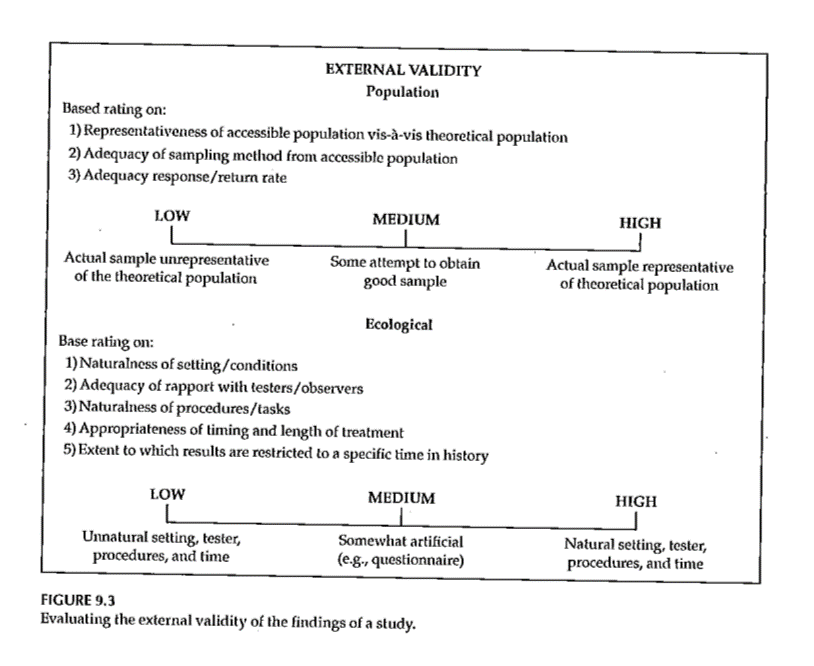 EXTERNAL VALIDITY
Population
Based rating on:
1) Representativeness of accessible population vis-à-vis theoretical population
2) Adequacy of sampling method from accessible population
3) Adequacy response/return rate
LOW
MEDIUM
HIGH
Actual sample unrepresentative
of the theoretical population
Some attempt to obtain
good sample
Actual sample representative
of theoretical population
Ecological
Base rating on:
1) Naturalness of setting/conditions
2) Adequacy of rapport with testers/observers
3) Naturalness of procedures/tasks
4) Appropriateness of timing and length of treatment
5) Extent to which results are restricted to a specific time in history
LOW
MEDIUM
HIGH
Unnatural setting, tester,
procedures, and time
Somewhat artificial
(e.g., questionnaire)
Natural setting, tester,
procedures, and time
FIGURE 9.3
Evaluating the external validity of the findings of a study.